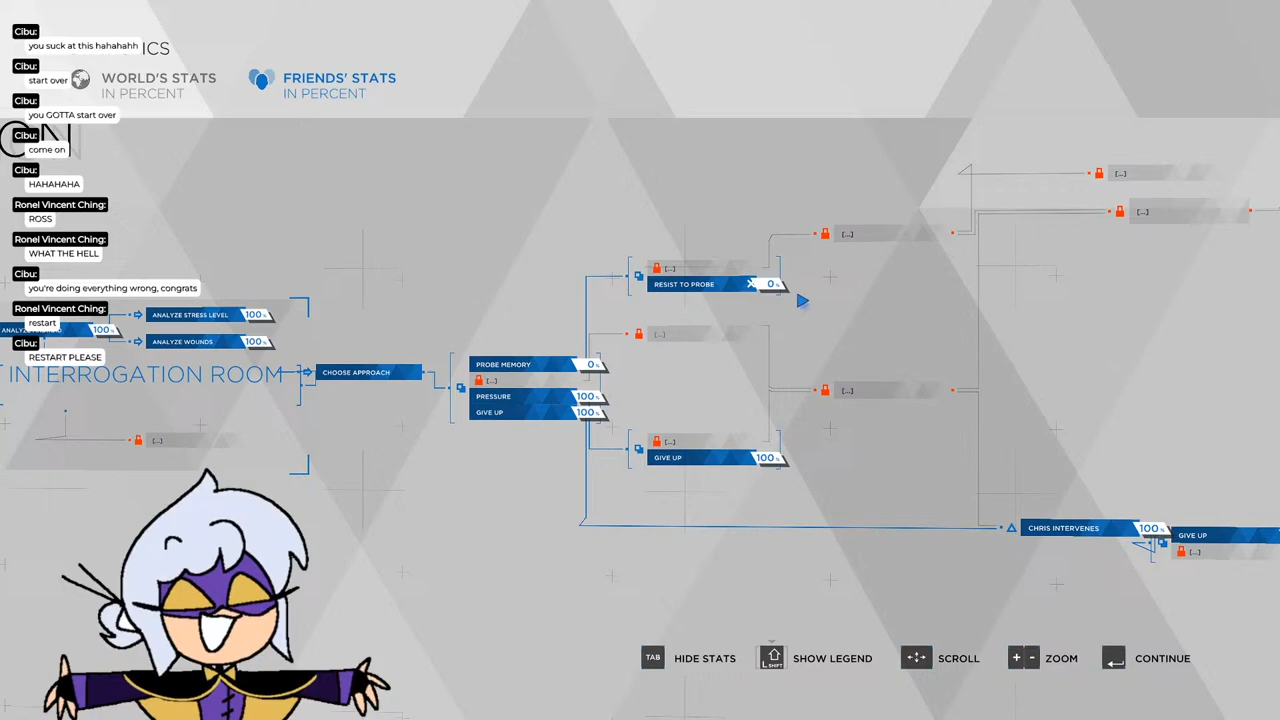 Cibu:
you suck at this hahahahh
ICS
Cibu:
start over
WORLD'S STATS
IN PERCENT
FRIENDS' STATS
IN PERCENT
Cibu:
you GOTTA start over
ON
Cibu:
come on
Cibu:
HAHAHAHA
Ronel Vincent Ching:
ROSS
Ronel Vincent Ching:
WHAT THE HELL
Cibu:
you're doing everything wrong, congrats
Ronel Vincent Ching:
restart
Cibu:
RESTART PLEASE
100%
ANALYZE STRESS LEVEL 100%
ANALYZE WOUNDS 100%
INTERROGATION ROOM
[...]
CHOOSE APPROACH
PROBE MEMORY 0%
[...]
PRESSURE 100%
GIVE UP 100%
[...]
RESIST TO PROBE 0%
[...]
[...]
GIVE UP 100%
[...]
[...]
[...]
[...]
CHRIS INTERVENES 100%
GIVE UP
[...]
TAB HIDE STATS
L SHIFT SHOW LEGEND
SCROLL
+ - ZOOM
CONTINUE